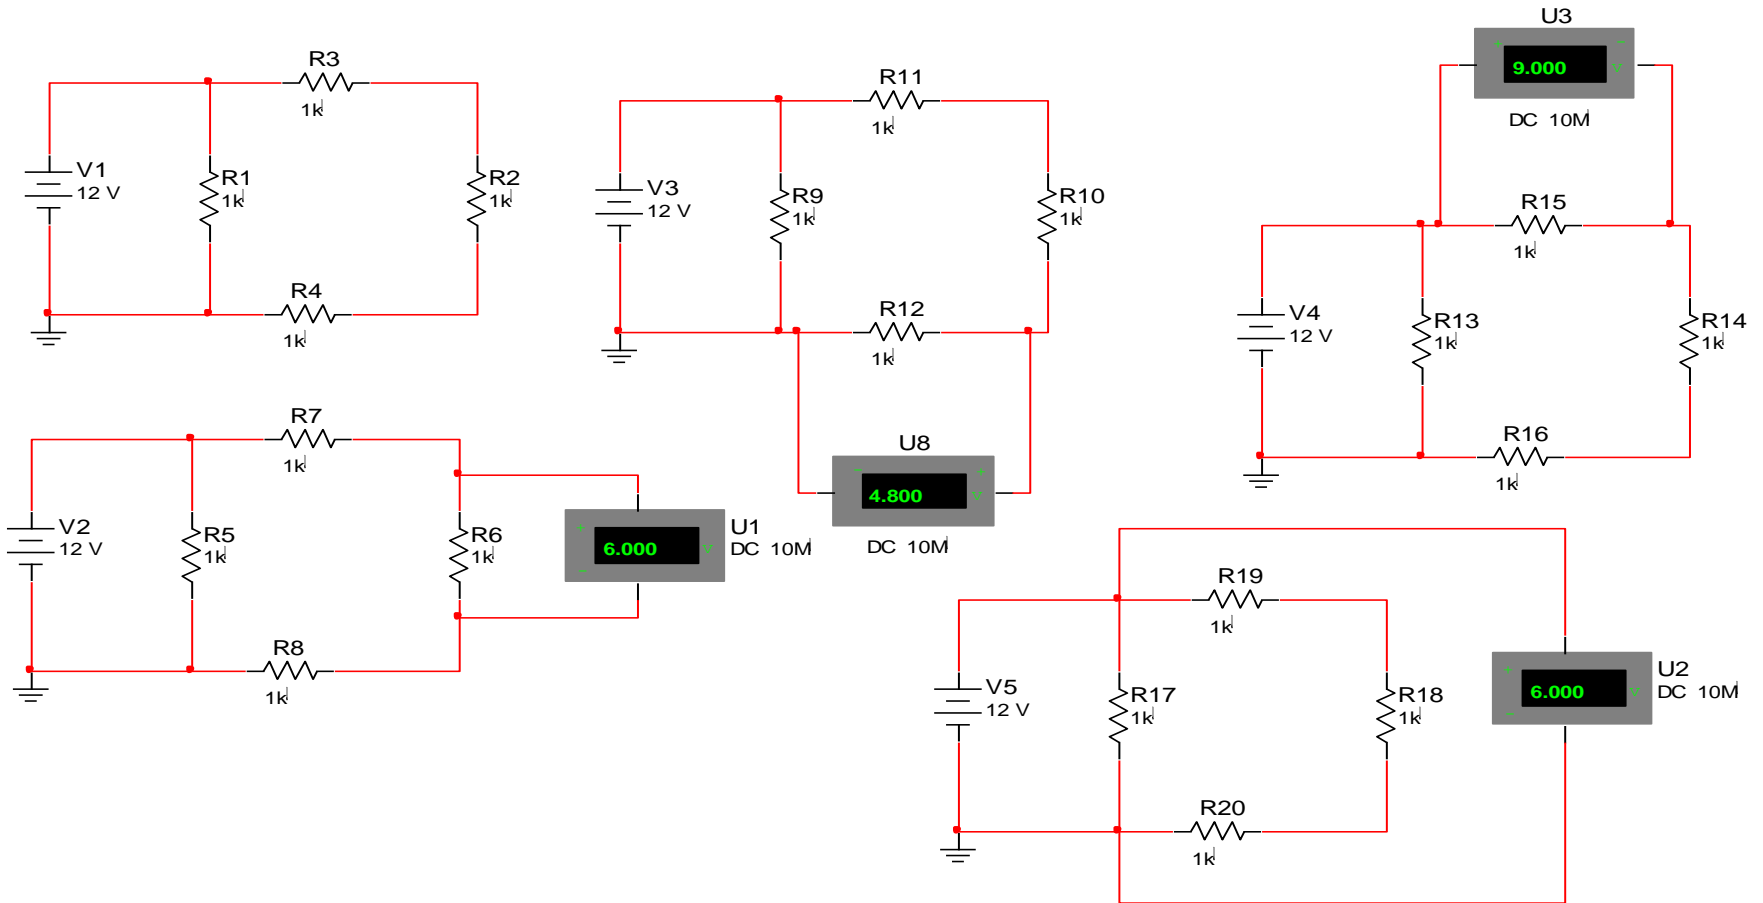 R3
1k
V1
12 V
R1
1k
R2
1k
R4
1k
R11
1k
V3
12 V
R9
1k
R10
1k
R12
1k
U8
4.800
V
DC 10M
U3
9.000
V
DC 10M
R15
1k
V4
12 V
R13
1k
R14
1k
R16
1k
R7
1k
V2
12 V
R5
1k
R6
1k
U1
6.000
V
DC 10M
R8
1k
R19
1k
V5
12 V
R17
1k
R18
1k
U2
6.000
V
DC 10M
R20
1k